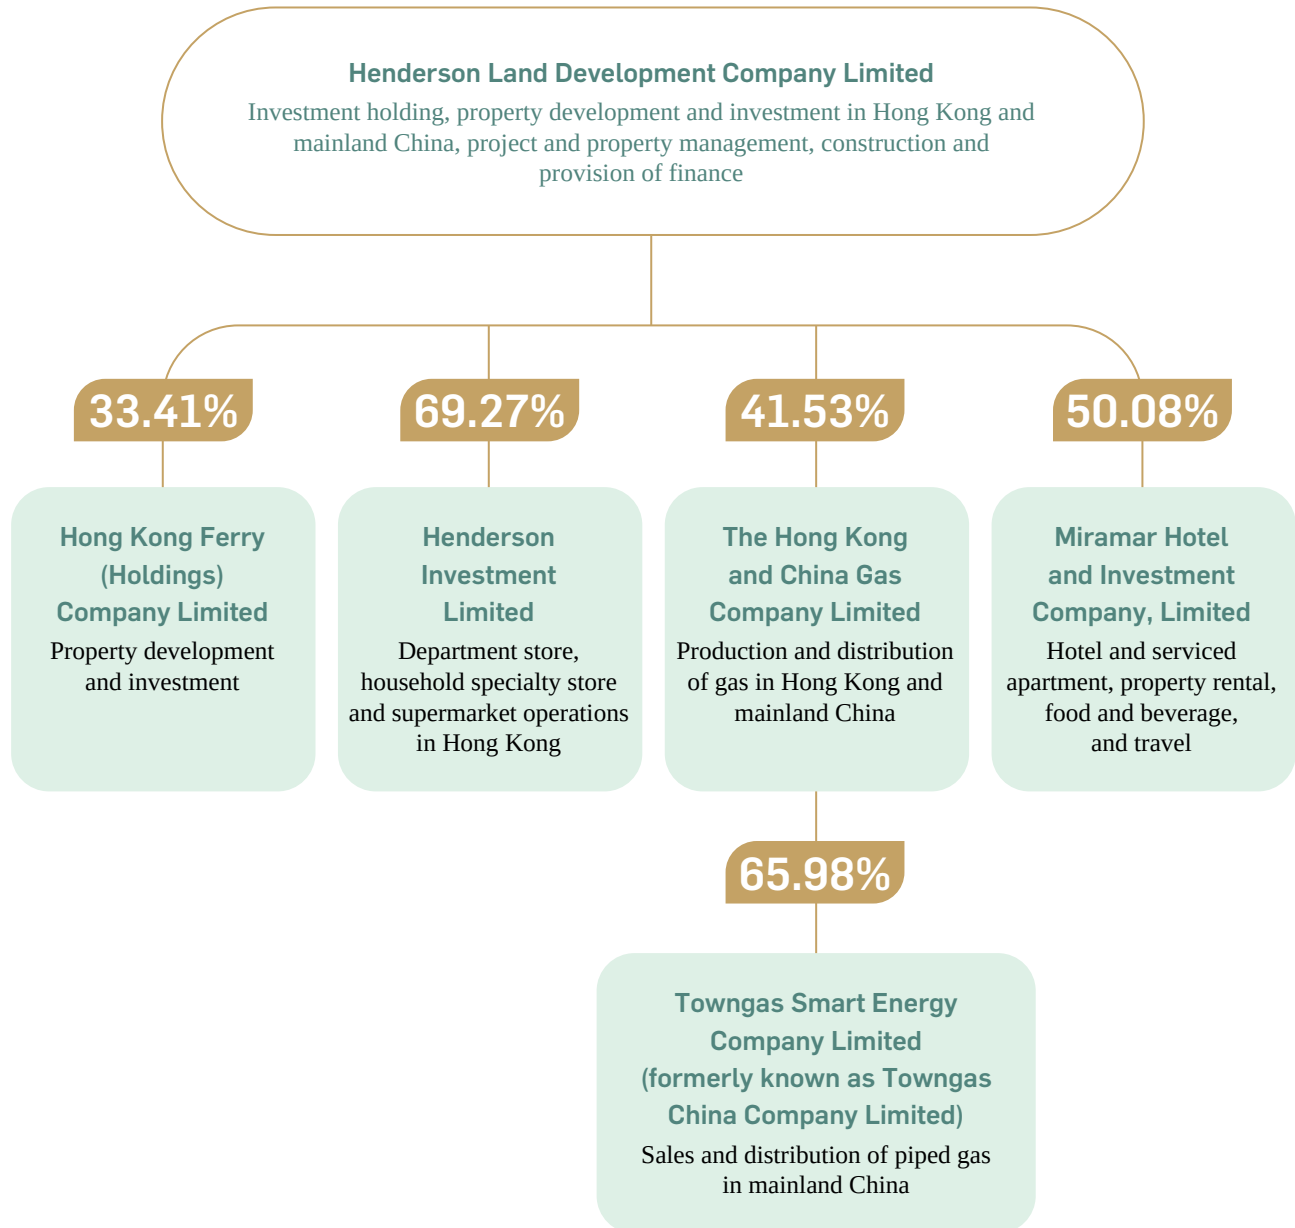 Henderson Land Development Company Limited
Investment holding, property development and investment in Hong Kong and
mainland China, project and property management, construction and
provision of finance
33.41%
69.27%
41.53%
50.08%
Hong Kong Ferry
(Holdings)
Company Limited
Property development
and investment
Henderson
Investment
Limited
Department store,
household specialty store
and supermarket operations
in Hong Kong
The Hong Kong
and China Gas
Company Limited
Production and distribution
of gas in Hong Kong and
mainland China
Miramar Hotel
and Investment
Company, Limited
Hotel and serviced
apartment, property rental,
food and beverage,
and travel
65.98%
Towngas Smart Energy
Company Limited
(formerly known as Towngas
China Company Limited)
Sales and distribution of piped gas
in mainland China